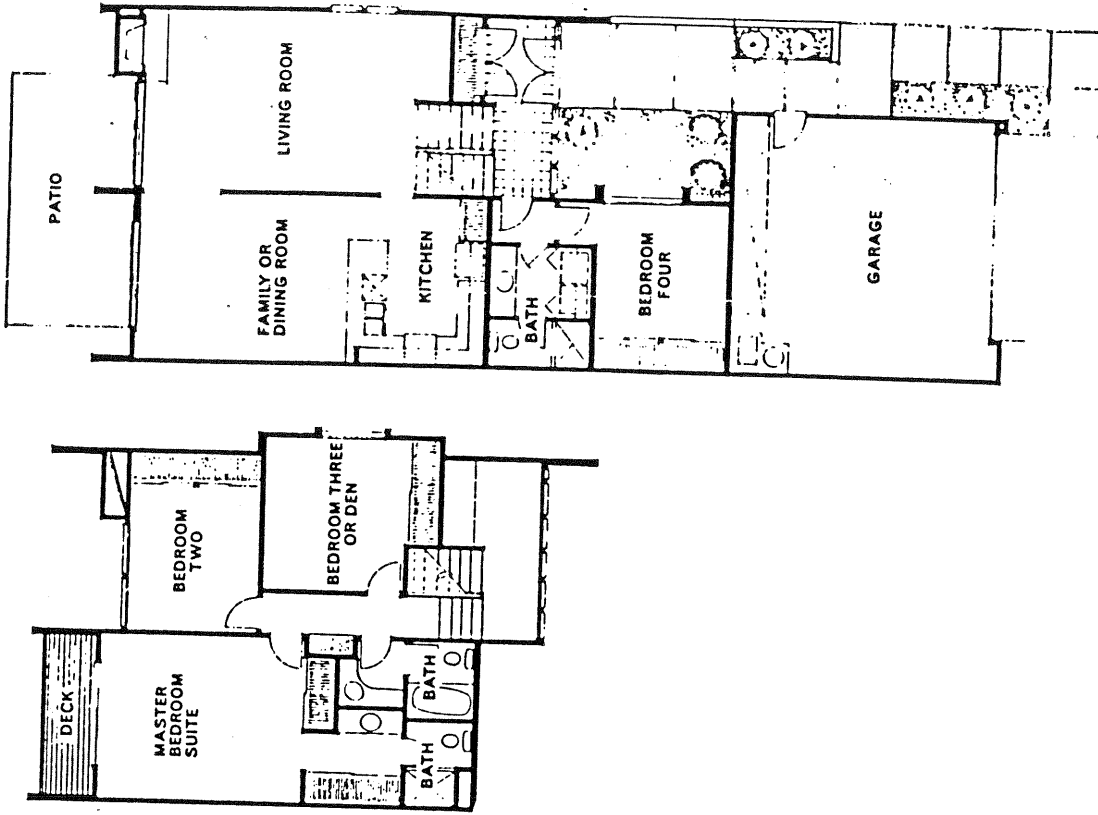 PATIO
LIVING ROOM
FAMILY OR
DINING ROOM
KITCHEN
BATH
BEDROOM
FOUR
GARAGE
BEDROOM
TWO
BEDROOM THREE
OR DEN
DECK
MASTER
BEDROOM
SUITE
BATH
BATH